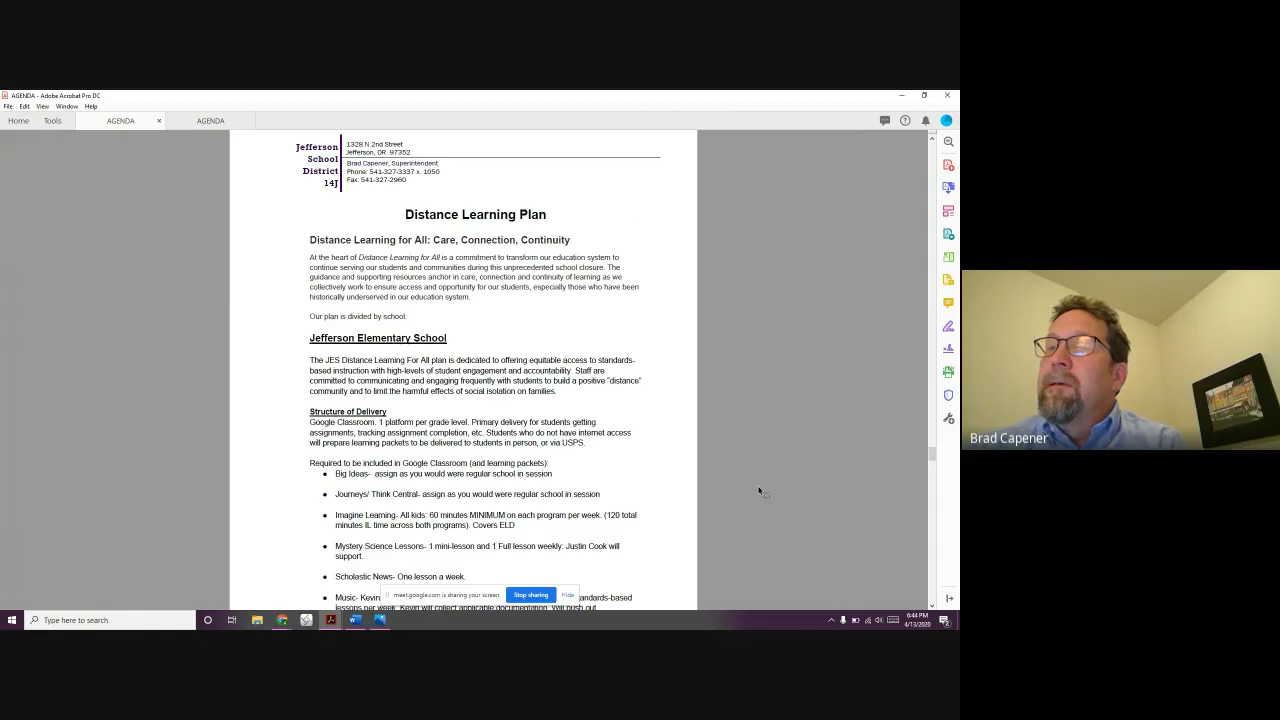 AGENDA - Adobe Acrobat Pro DC
File Edit View Window Help
Home Tools AGENDA × AGENDA
Jefferson
School
District
14J
1328 N 2nd Street
Jefferson, OR 97352
Brad Capener, Superintendent
Phone: 541-327-3337 x. 1050
Fax: 541-327-2960
Distance Learning Plan
Distance Learning for All: Care, Connection, Continuity
At the heart of Distance Learning for All is a commitment to transform our education system to
continue serving our students and communities during this unprecedented school closure. The
guidance and supporting resources anchor in care, connection and continuity of learning as we
collectively work to ensure access and opportunity for our students, especially those who have been
historically underserved in our education system.
Our plan is divided by school:
Jefferson Elementary School
The JES Distance Learning For All plan is dedicated to offering equitable access to standards-
based instruction with high-levels of student engagement and accountability. Staff are
committed to communicating and engaging frequently with students to build a positive "distance"
community and to limit the harmful effects of social isolation on families.
Structure of Delivery
Google Classroom. 1 platform per grade level. Primary delivery for students getting
assignments, tracking assignment completion, etc. Students who do not have internet access
will prepare learning packets to be delivered to students in person, or via USPS.
Required to be included in Google Classroom (and learning packets):
● Big Ideas- assign as you would were regular school in session
● Journeys/ Think Central- assign as you would were regular school in session
● Imagine Learning- All kids: 60 minutes MINIMUM on each program per week. (120 total
minutes IL time across both programs). Covers ELD
● Mystery Science Lessons- 1 mini-lesson and 1 Full lesson weekly: Justin Cook will
support.
● Scholastic News- One lesson a week.
● Music- Kevin andards-based
lessons per week. Kevin will collect applicable documentation. Will push out
meet.google.com is sharing your screen. Stop sharing Hide
Type here to search
6:44 PM
4/13/2020
Brad Capener